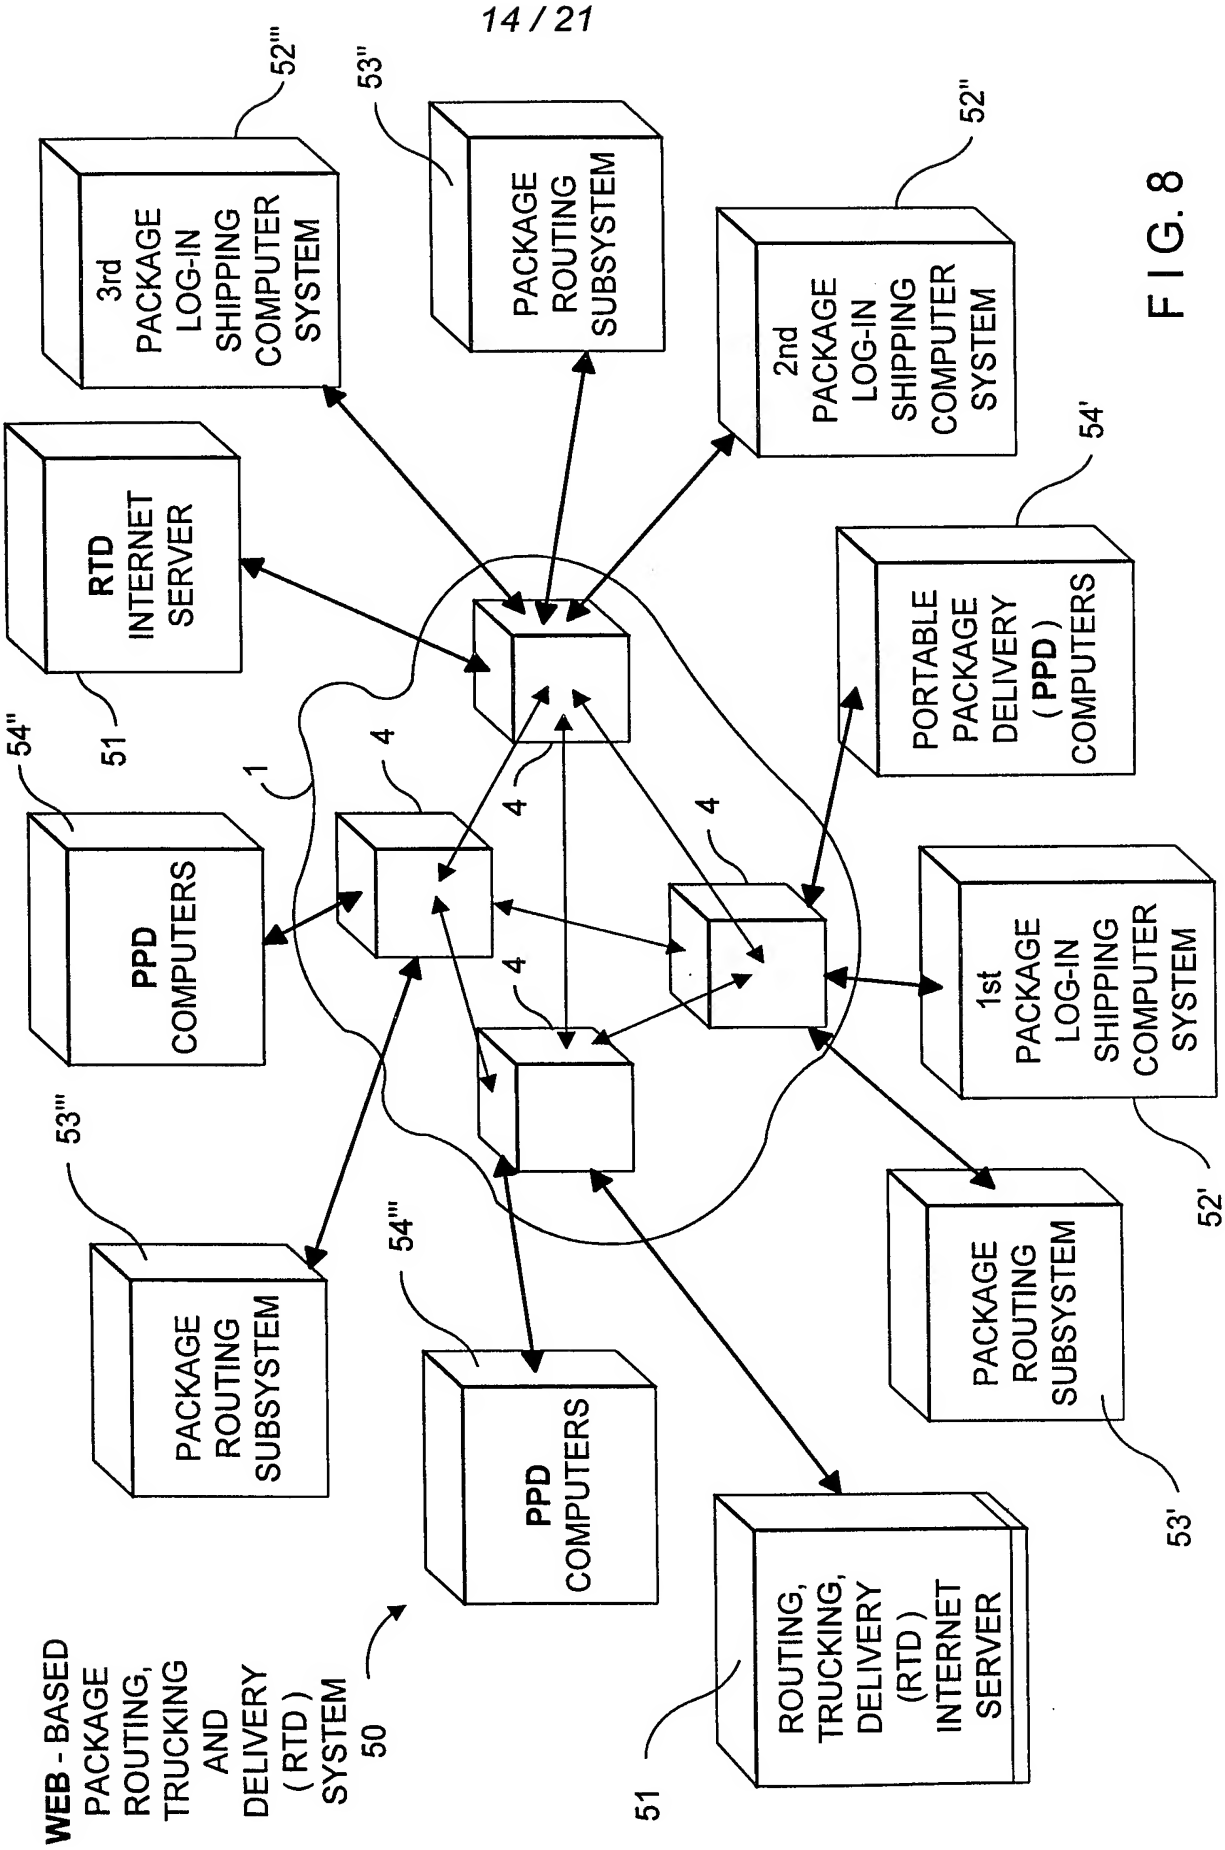 14 / 21
WEB - BASED
PACKAGE
ROUTING,
TRUCKING
AND
DELIVERY
( RTD )
SYSTEM
50
53'''
PACKAGE
ROUTING
SUBSYSTEM
54''
PPD
COMPUTERS
51
RTD
INTERNET
SERVER
52'''
3rd
PACKAGE
LOG-IN
SHIPPING
COMPUTER
SYSTEM
54'''
PPD
COMPUTERS
1
4
4
4
4
53''
PACKAGE
ROUTING
SUBSYSTEM
51
ROUTING,
TRUCKING,
DELIVERY
(RTD )
INTERNET
SERVER
53'
PACKAGE
ROUTING
SUBSYSTEM
52'
1st
PACKAGE
LOG-IN
SHIPPING
COMPUTER
SYSTEM
54'
PORTABLE
PACKAGE
DELIVERY
( PPD )
COMPUTERS
52''
2nd
PACKAGE
LOG-IN
SHIPPING
COMPUTER
SYSTEM
FIG. 8